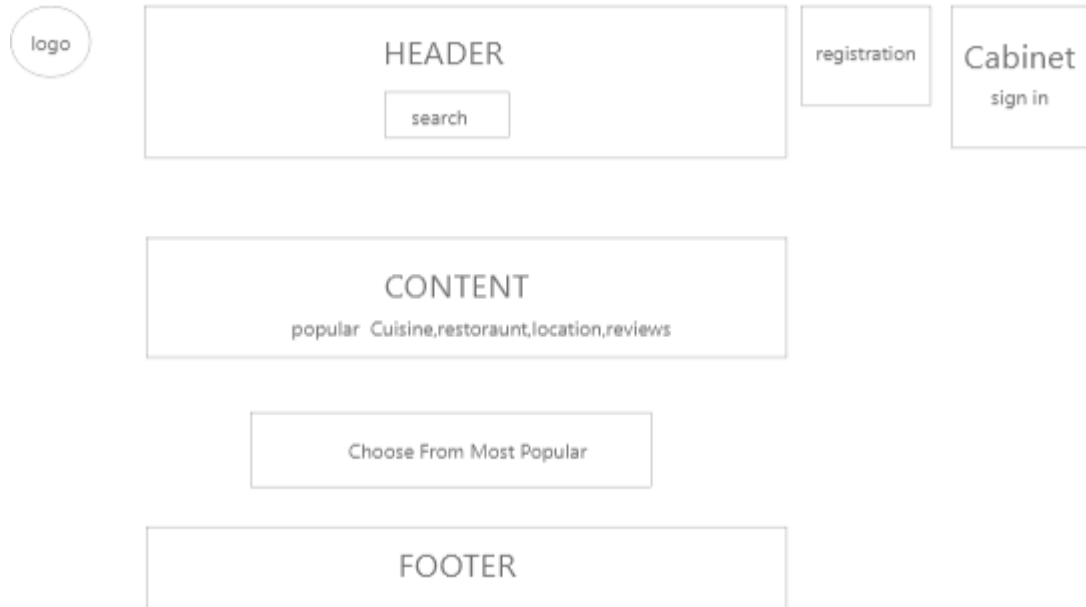 logo
HEADER
search
registration
Cabinet
sign in
CONTENT
popular Cuisine,restoraunt,location,reviews
Choose From Most Popular
FOOTER